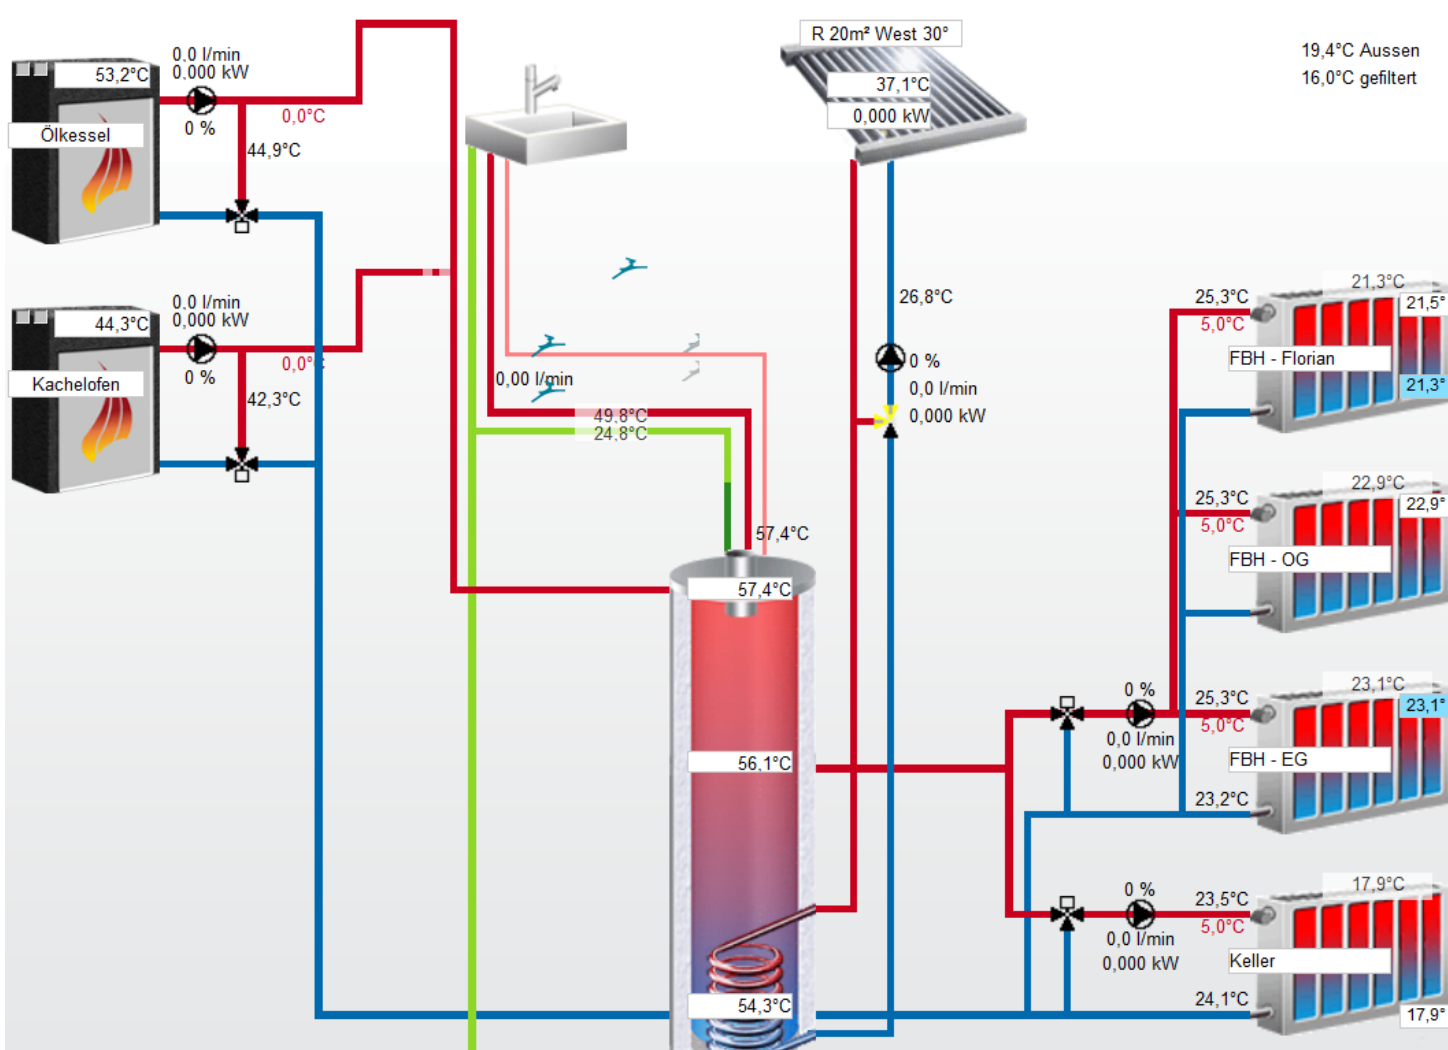 R 20m² West 30°
19,4°C Aussen
16,0°C gefiltert
0,0 l/min
0,000 kW
53,2°C
0 %
0,0°C
Ölkessel
44,9°C
37,1°C
0,000 kW
0,0 l/min
0,000 kW
44,3°C
0 %
0,0°C
Kachelofen
42,3°C
0,00 l/min
49,8°C
24,8°C
26,8°C
0 %
0,0 l/min
0,000 kW
57,4°C
57,4°C
56,1°C
54,3°C
21,3°C
25,3°C
21,5°
5,0°C
FBH - Florian
21,3°
22,9°C
25,3°C
22,9°
5,0°C
FBH - OG
23,1°C
0 %
25,3°C
23,1°
5,0°C
0,0 l/min
0,000 kW
FBH - EG
23,2°C
17,9°C
0 %
23,5°C
5,0°C
0,0 l/min
0,000 kW
Keller
24,1°C
17,9°